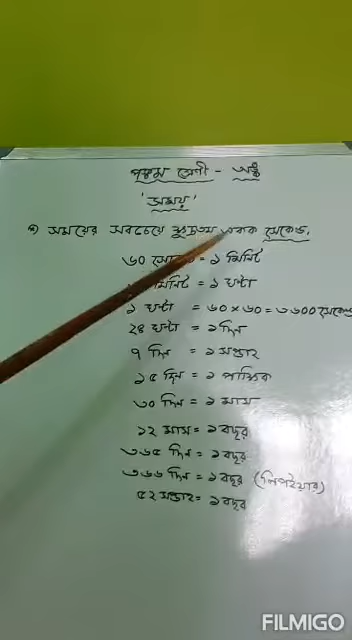 পঞ্চম শ্রেণী - অঙ্ক
'সময়'
১) সময়ের সবচেয়ে ক্ষুদ্রতম একক সেকেন্ড.
৬০ = ১ মিনিট
মিনিট = ১ ঘন্টা
১ ঘন্টা = ৬০ × ৬০ = ৩৬০০ সেকেন্ড
২৪ ঘন্টা = ১ দিন
৭ দিন = ১ সপ্তাহ
১৫ দিন = ১ পাক্ষিক
৩০ দিন = ১ মাস
১২ মাস = ১ বছর
৩৬৫ দিন = ১ বছর
৩৬৬ দিন = ১ বছর (লিপইয়ার)
৫২ সপ্তাহ = ১ বছর
FILMIGO